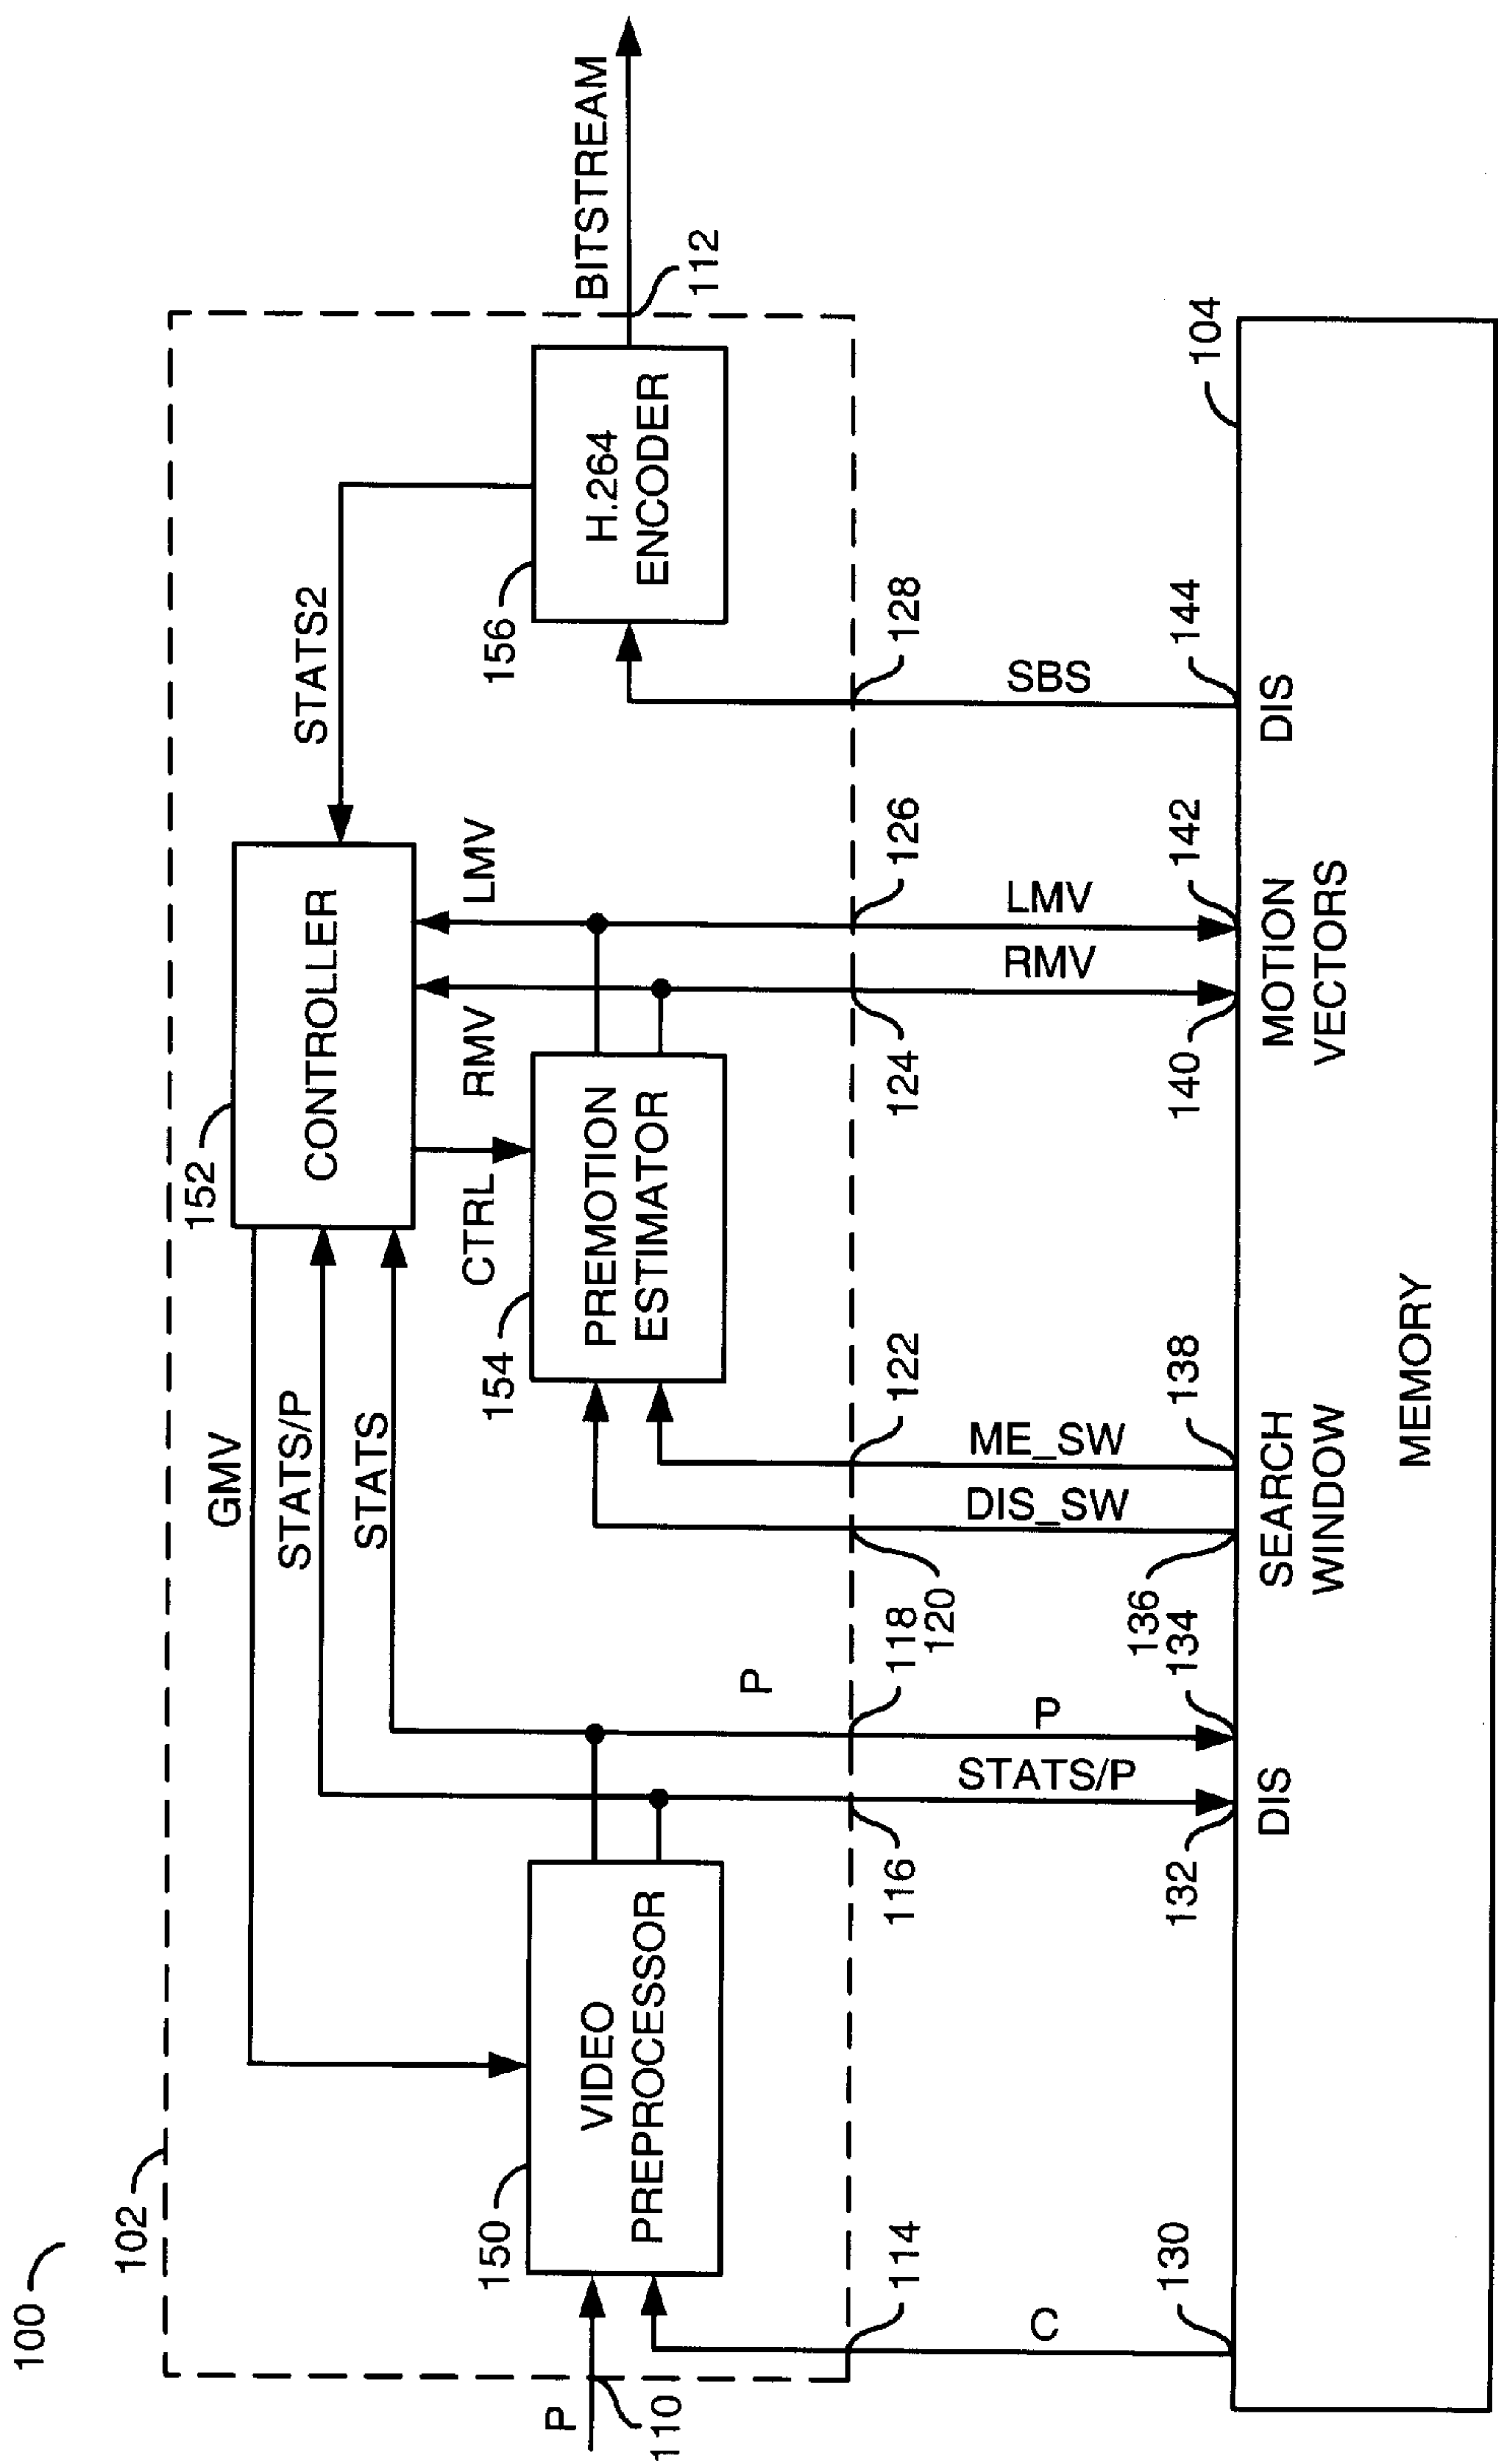 100
102
GMV
STATS/P
STATS
152
CONTROLLER
STATS2
P
110
150
VIDEO
PREPROCESSOR
CTRL
RMV
LMV
154
PREMOTION
ESTIMATOR
156
H.264
ENCODER
BITSTREAM
112
P
114
116
118
120
122
124
126
128
C
STATS/P
P
DIS_SW
ME_SW
RMV
LMV
SBS
130
132
134
136
138
140
142
144
104
DIS
SEARCH
WINDOW
MOTION
VECTORS
DIS
MEMORY